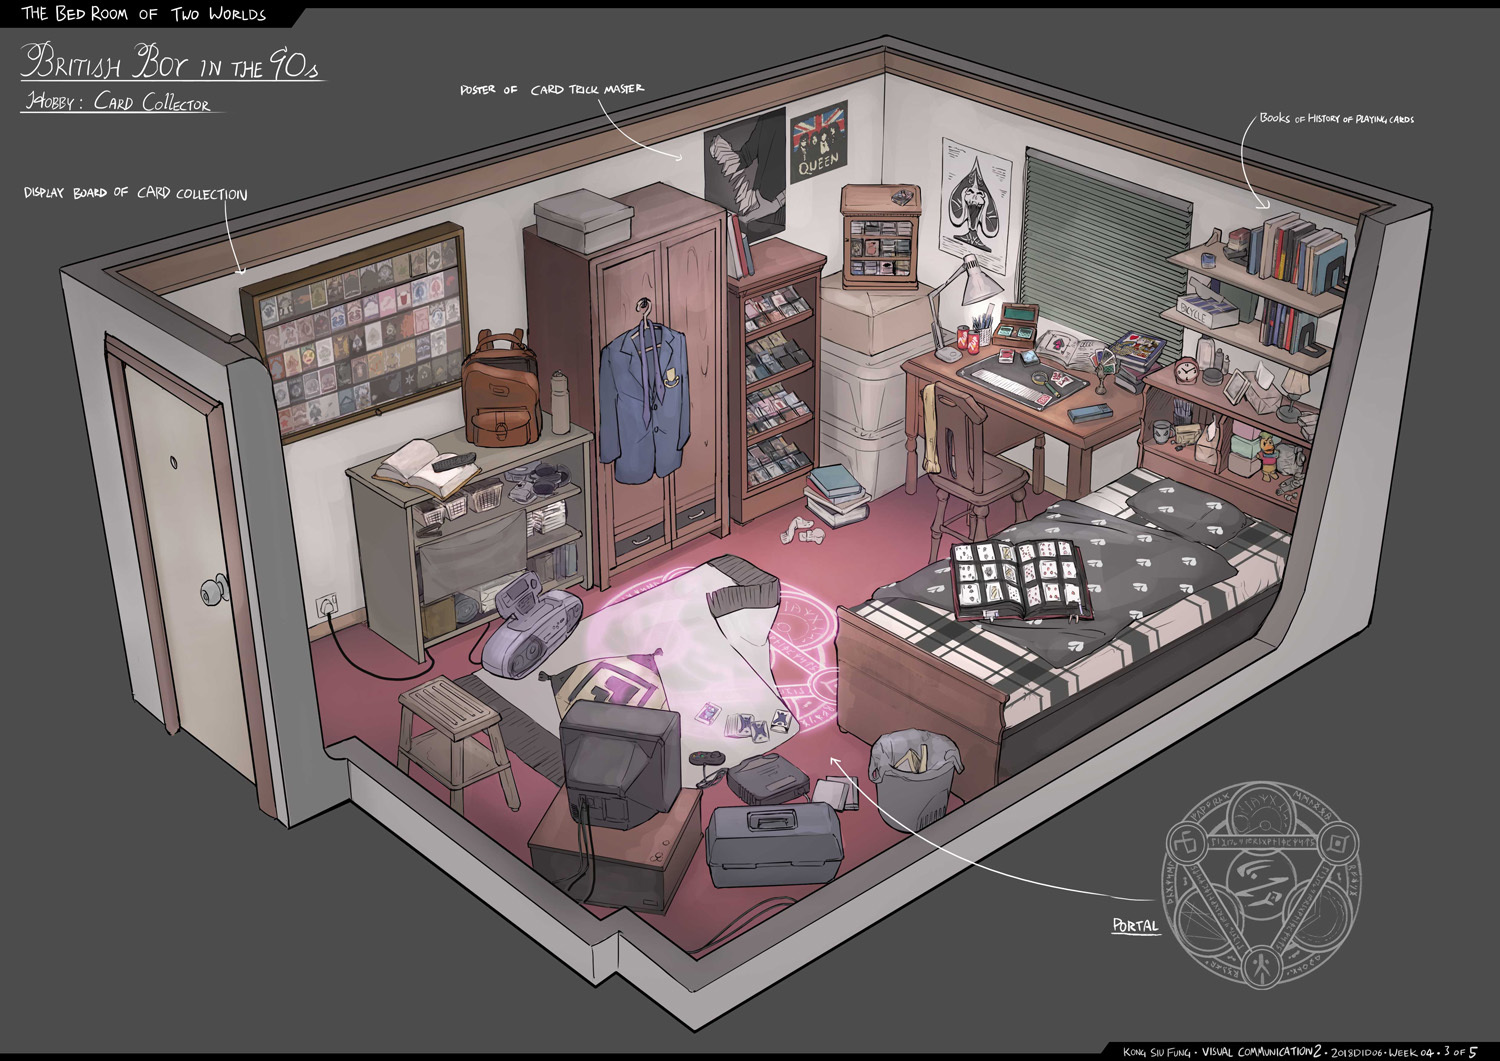 THE BED ROOM OF TWO WORLDS
BRITISH BOY IN THE 90s
HOBBY: CARD COLLECTOR
POSTER OF CARD TRICK MASTER
BOOKS OF HISTORY OF PLAYING CARDS
DISPLAY BOARD OF CARD COLLECTION
QUEEN
BICYCLE
PORTAL
KONG SIU FUNG • VISUAL COMMUNICATION 2 • 2018DID06 • WEEK 04 • 3 OF 5